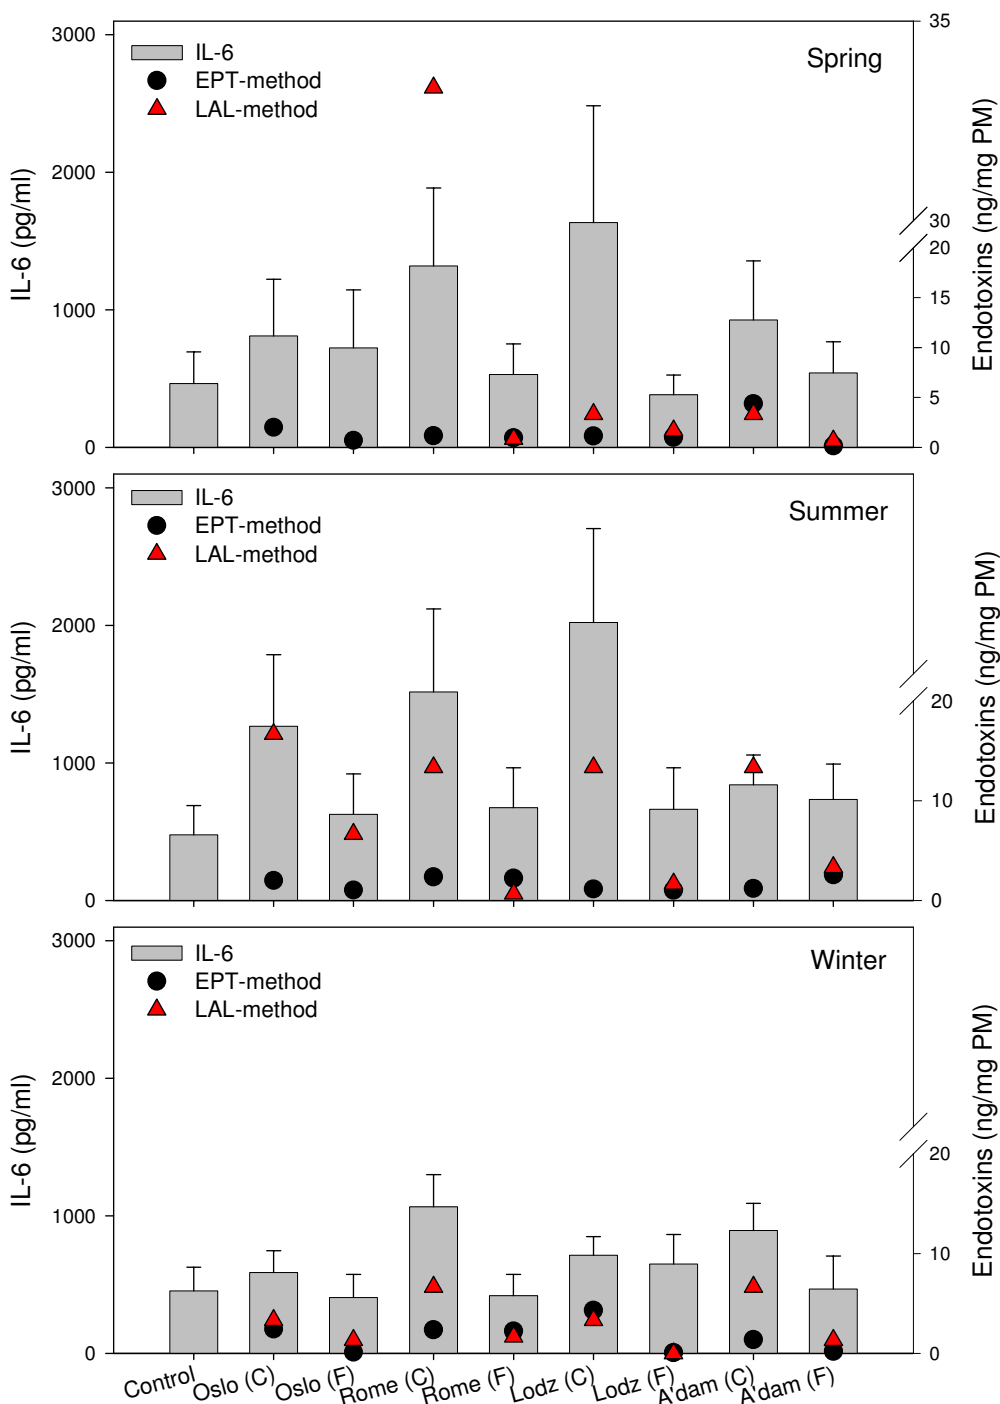 Spring
IL-6
EPT-method
LAL-method
IL-6 (pg/ml)
3000
2000
1000
0
Endotoxins (ng/mg PM)
35
30
20
15
10
5
0
Summer
IL-6
EPT-method
LAL-method
IL-6 (pg/ml)
3000
2000
1000
0
Endotoxins (ng/mg PM)
20
10
0
Winter
IL-6
EPT-method
LAL-method
IL-6 (pg/ml)
3000
2000
1000
0
Endotoxins (ng/mg PM)
20
10
0
Control
Oslo (C)
Oslo (F)
Rome (C)
Rome (F)
Lodz (C)
Lodz (F)
A'dam (C)
A'dam (F)